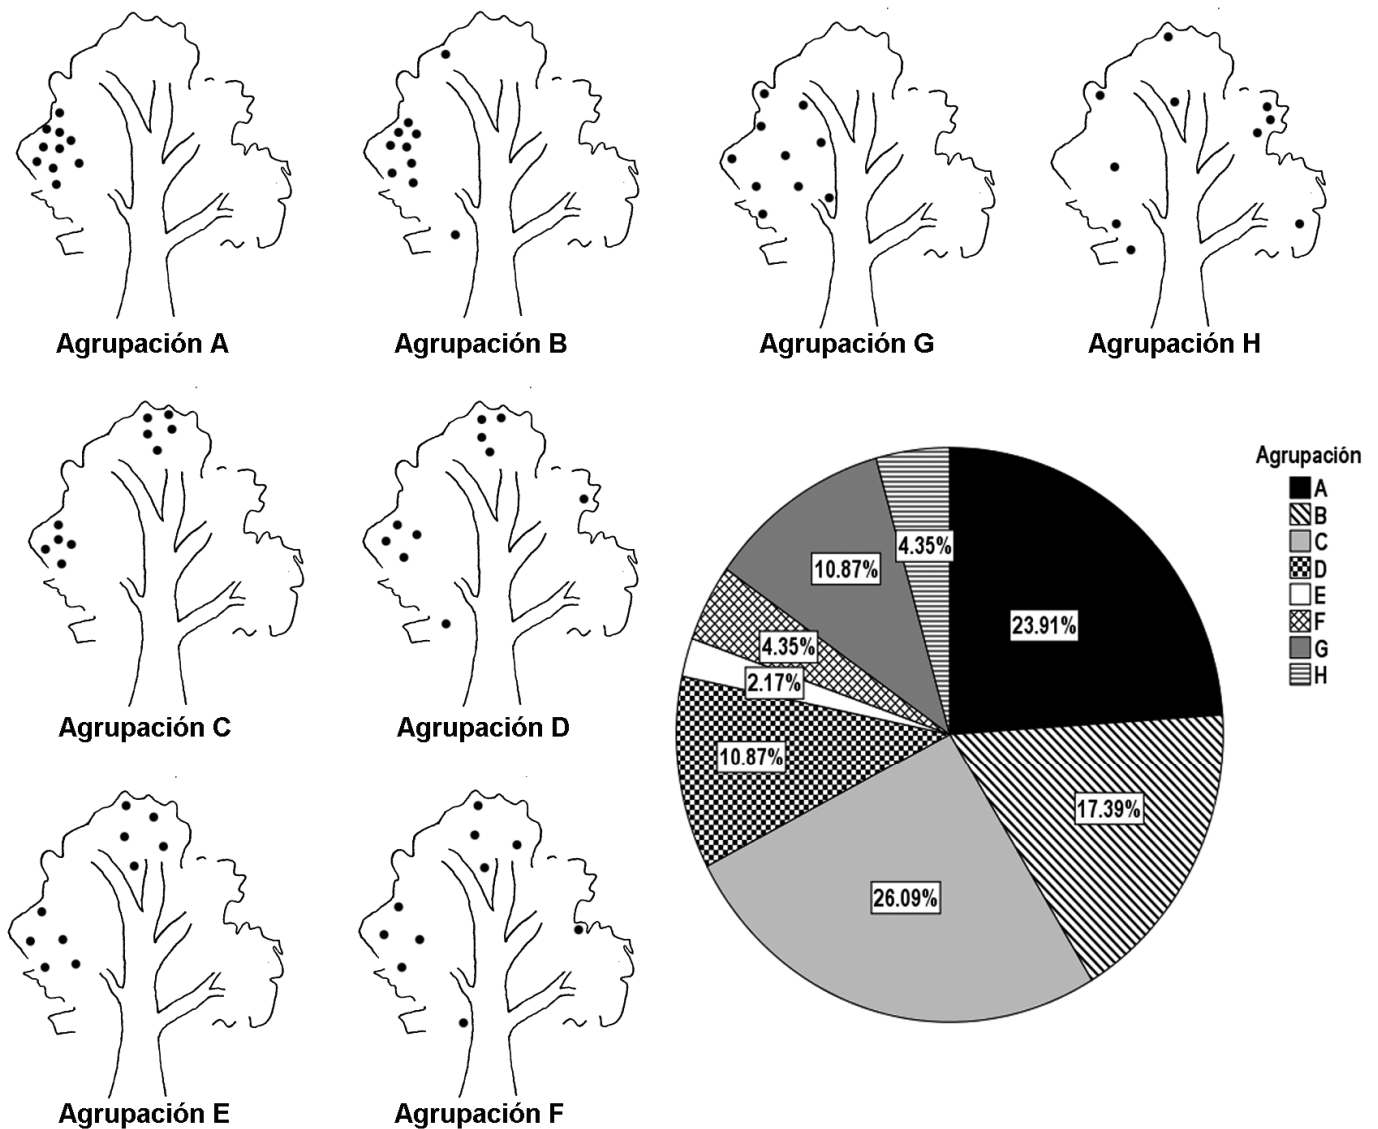 Agrupación A
Agrupación B
Agrupación G
Agrupación H
Agrupación C
Agrupación D
Agrupación E
Agrupación F
Agrupación
A
B
C
D
E
F
G
H
4.35%
10.87%
23.91%
4.35%
2.17%
10.87%
17.39%
26.09%